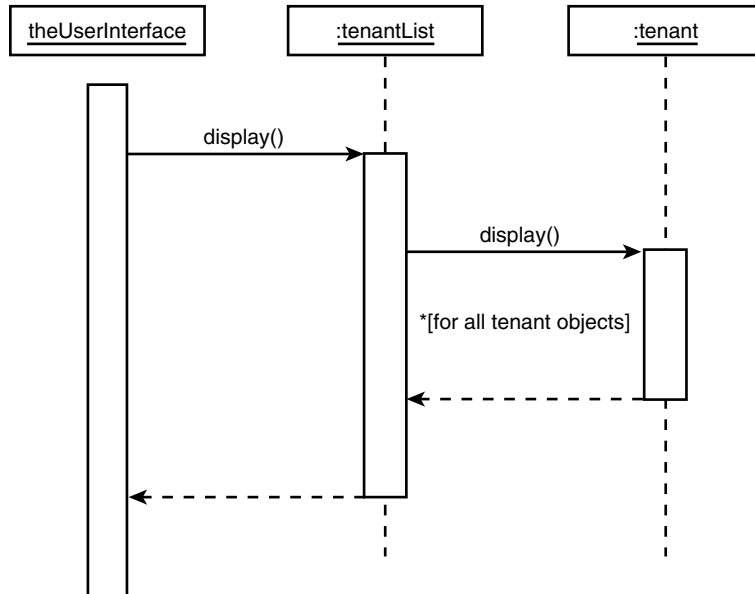 theUserInterface
:tenantList
:tenant
display()
display()
*[for all tenant objects]